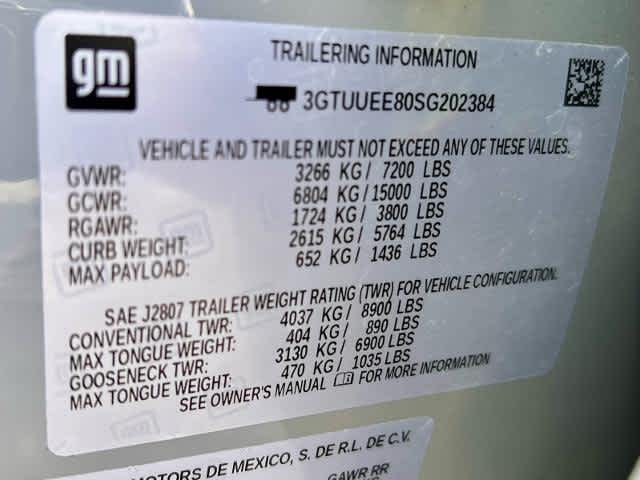 gm
TRAILERING INFORMATION
3GTUUEE80SG202384
VEHICLE AND TRAILER MUST NOT EXCEED ANY OF THESE VALUES.
GVWR: 3266 KG / 7200 LBS
GCWR: 6804 KG / 15000 LBS
RGAWR: 1724 KG / 3800 LBS
CURB WEIGHT: 2615 KG / 5764 LBS
MAX PAYLOAD: 652 KG / 1436 LBS
SAE J2807 TRAILER WEIGHT RATING (TWR) FOR VEHICLE CONFIGURATION.
CONVENTIONAL TWR: 4037 KG / 8900 LBS
MAX TONGUE WEIGHT: 404 KG / 890 LBS
GOOSENECK TWR: 3130 KG / 6900 LBS
MAX TONGUE WEIGHT: 470 KG / 1035 LBS
SEE OWNER'S MANUAL FOR MORE INFORMATION
MOTORS DE MEXICO, S. DE R.L. DE C.V.
GAWR RR